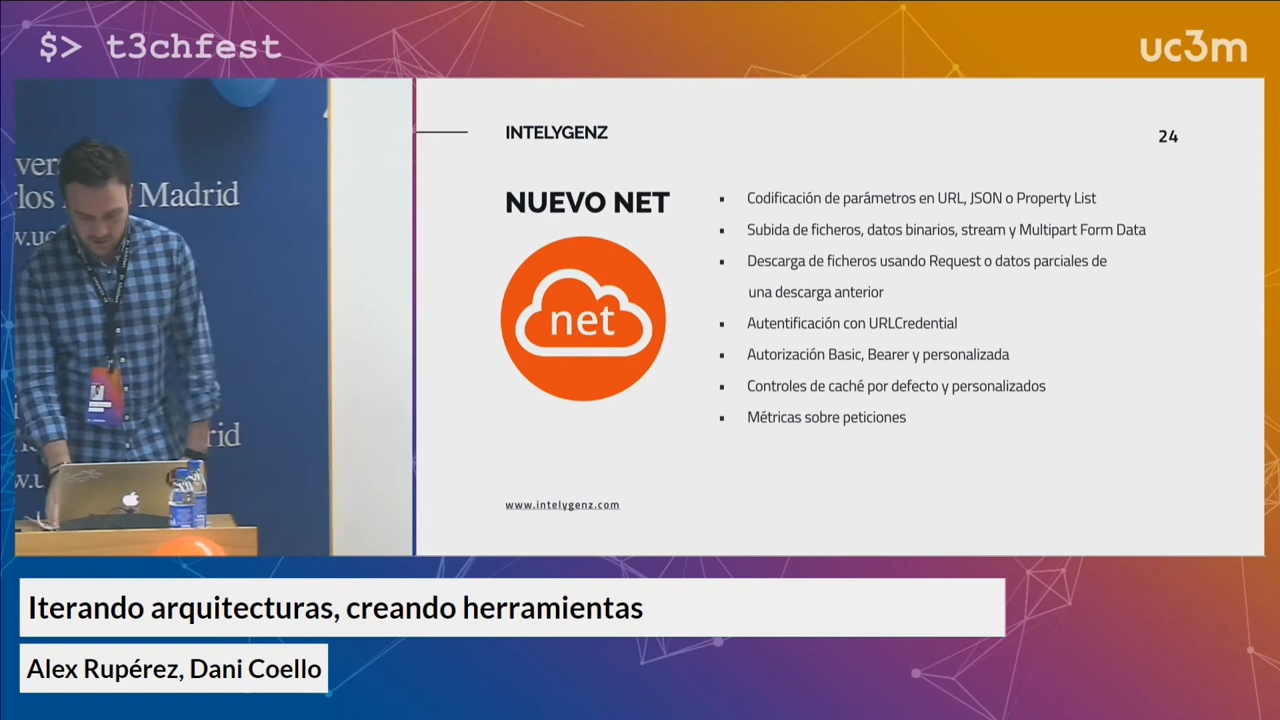 $> t3chfest
uc3m
Madrid
INTELYGENZ
24
NUEVO NET
net
▪ Codificación de parámetros en URL, JSON o Property List
▪ Subida de ficheros, datos binarios, stream y Multipart Form Data
▪ Descarga de ficheros usando Request o datos parciales de
una descarga anterior
▪ Autentificación con URLCredential
▪ Autorización Basic, Bearer y personalizada
▪ Controles de caché por defecto y personalizados
▪ Métricas sobre peticiones
www.intelygenz.com
Iterando arquitecturas, creando herramientas
Alex Rupérez, Dani Coello